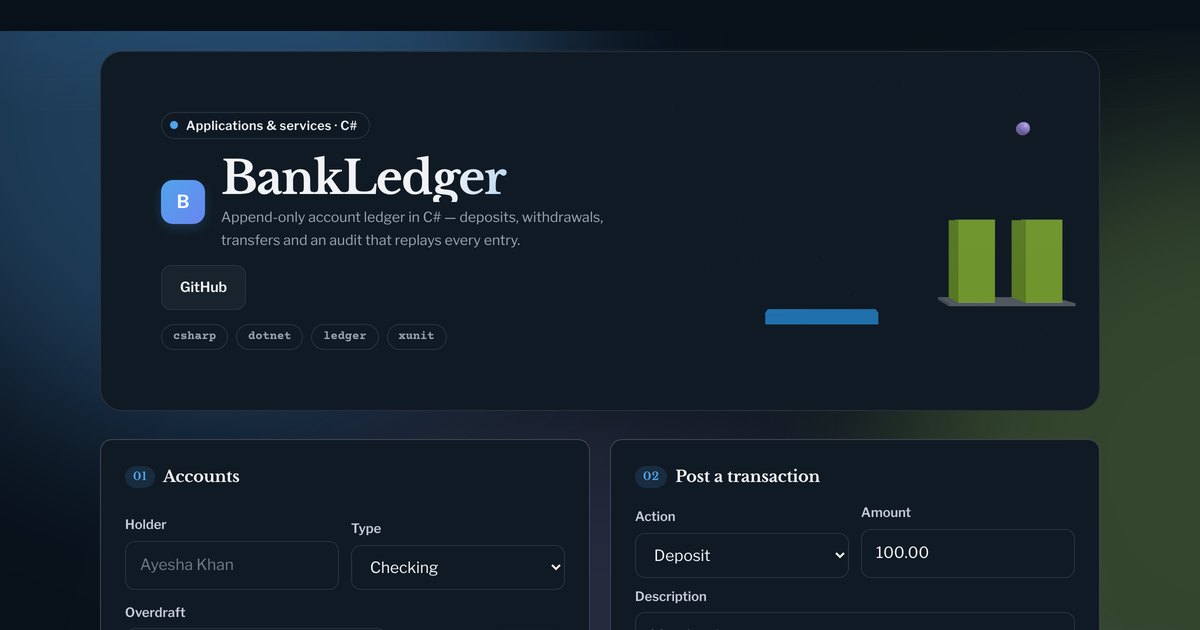 Applications & services · C#
B
BankLedger
Append-only account ledger in C# — deposits, withdrawals,
transfers and an audit that replays every entry.
GitHub
csharp
dotnet
ledger
xunit
01 Accounts
Holder
Type
Ayesha Khan
Checking
Overdraft
02 Post a transaction
Action
Amount
Deposit
100.00
Description